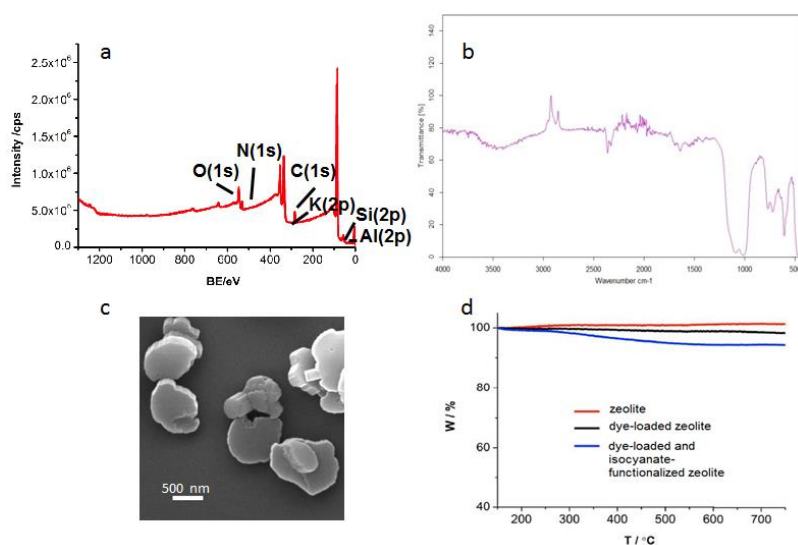 a
2.5x10⁶
2.0x10⁶
1.5x10⁶
1.0x10⁶
5.0x10⁵
0.0
Intensity /cps
O(1s)
N(1s)
C(1s)
K(2p)
Si(2p)
Al(2p)
1200 1000 800 600 400 200 0
BE/eV
b
Transmittance [%]
0 20 40 60 80 100 120 140
4000 3500 3000 2500 2000 1500 1000 500
Wavenumber cm-1
c
500 nm
d
100
80
60
40
W / %
zeolite
dye-loaded zeolite
dye-loaded and
isocyanate-
functionalized zeolite
200 300 400 500 600 700
T / °C